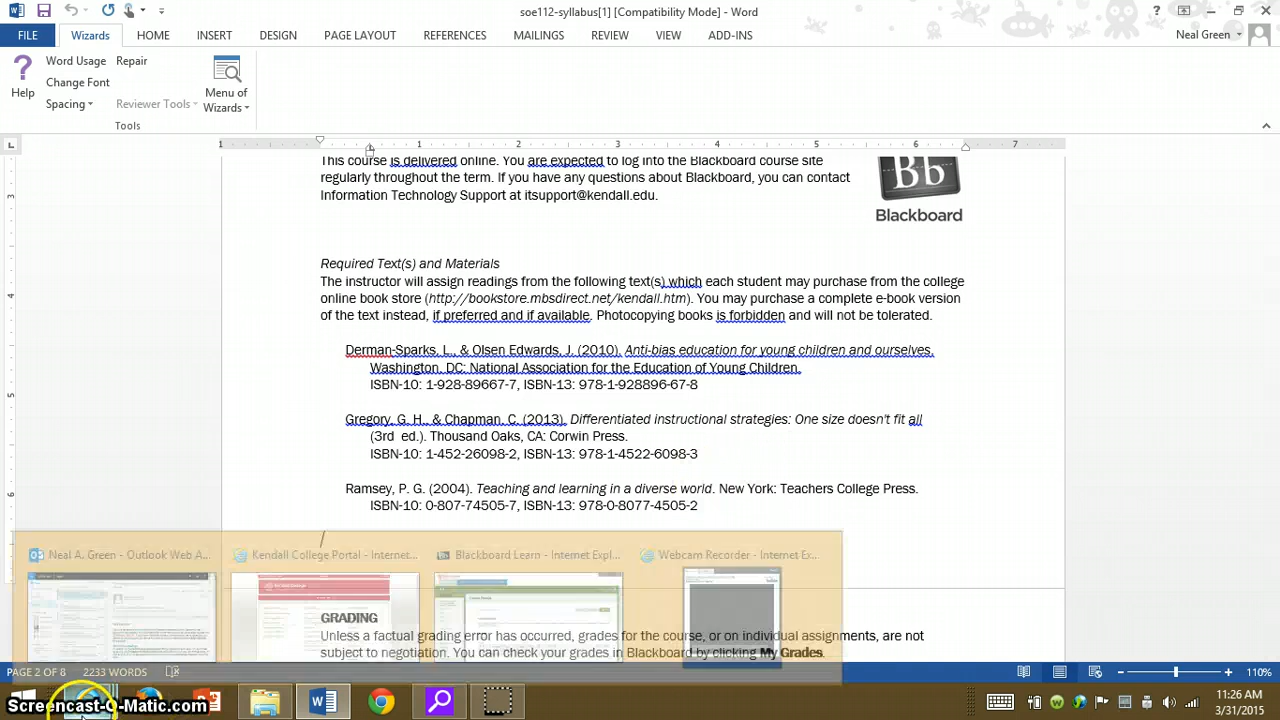 soe112-syllabus[1] [Compatibility Mode] - Word
FILE Wizards HOME INSERT DESIGN PAGE LAYOUT REFERENCES MAILINGS REVIEW VIEW ADD-INS Neal Green
Help
Word Usage Repair
Change Font
Spacing Reviewer Tools
Menu of
Wizards
Tools
This course is delivered online. You are expected to log into the Blackboard course site
regularly throughout the term. If you have any questions about Blackboard, you can contact
Information Technology Support at itsupport@kendall.edu.
Bb
Blackboard
Required Text(s) and Materials
The instructor will assign readings from the following text(s) which each student may purchase from the college
online book store (http://bookstore.mbsdirect.net/kendall.htm). You may purchase a complete e-book version
of the text instead, if preferred and if available. Photocopying books is forbidden and will not be tolerated.
Derman-Sparks, L., & Olsen Edwards, J. (2010). Anti-bias education for young children and ourselves.
Washington, DC: National Association for the Education of Young Children.
ISBN-10: 1-928-89667-7, ISBN-13: 978-1-928896-67-8
Gregory, G. H., & Chapman, C. (2013). Differentiated instructional strategies: One size doesn't fit all
(3rd ed.). Thousand Oaks, CA: Corwin Press.
ISBN-10: 1-452-26098-2, ISBN-13: 978-1-4522-6098-3
Ramsey, P. G. (2004). Teaching and learning in a diverse world. New York: Teachers College Press.
ISBN-10: 0-807-74505-7, ISBN-13: 978-0-8077-4505-2
Neal A. Green - Outlook Web A... Kendall College Portal - Internet... Blackboard Learn - Internet Expl... Webcam Recorder - Internet Ex...
GRADING
Unless a factual grading error has occurred, grades for the course, or on individual assignments, are not
subject to negotiation. You can check your grades in Blackboard by clicking My Grades.
PAGE 2 OF 8 2233 WORDS 110%
Screencast-O-Matic.com
11:26 AM
3/31/2015